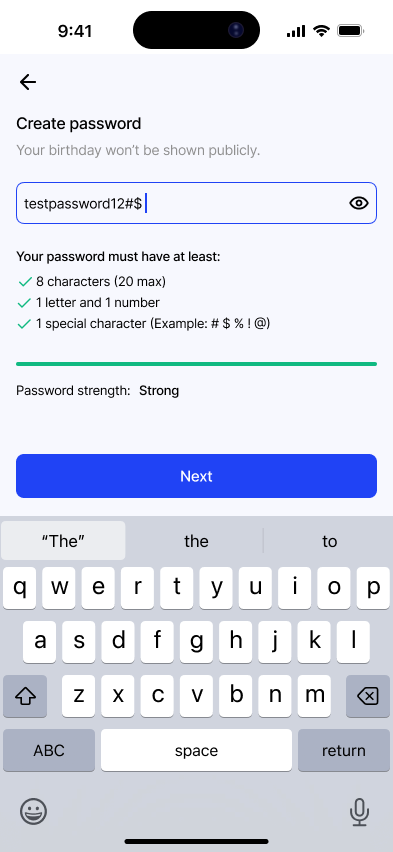 9:41
Create password
Your birthday won’t be shown publicly.
testpassword12#$
Your password must have at least:
8 characters (20 max)
1 letter and 1 number
1 special character (Example: # $ % ! @)
Password strength: Strong
Next
“The” the to
q w e r t y u i o p
a s d f g h j k l
z x c v b n m
ABC space return